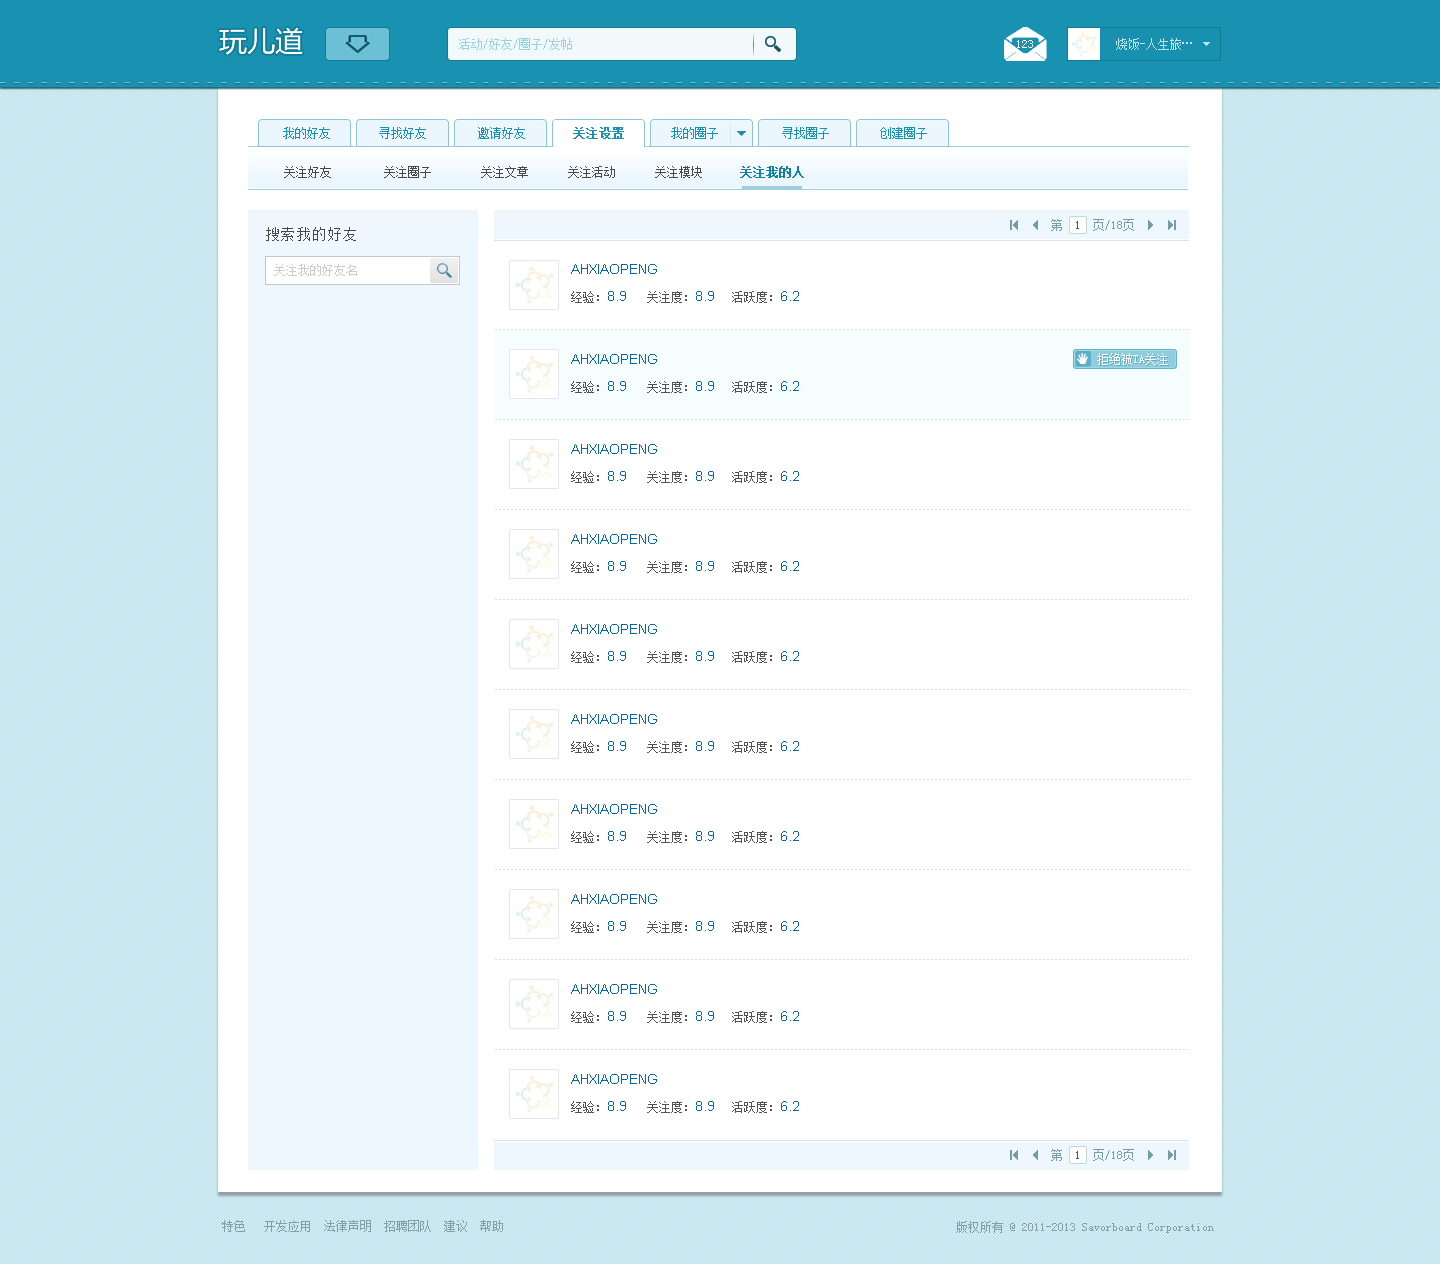 玩儿道
活动/好友/圈子/发帖
123
烧饭-人生旅…
我的好友 寻找好友 邀请好友 关注设置 我的圈子 寻找圈子 创建圈子
关注好友 关注圈子 关注文章 关注活动 关注模块 关注我的人
搜索我的好友
关注我的好友名
第 1 页/18页
AHXIAOPENG
经验：8.9 关注度：8.9 活跃度：6.2
AHXIAOPENG
拒绝被TA关注
经验：8.9 关注度：8.9 活跃度：6.2
AHXIAOPENG
经验：8.9 关注度：8.9 活跃度：6.2
AHXIAOPENG
经验：8.9 关注度：8.9 活跃度：6.2
AHXIAOPENG
经验：8.9 关注度：8.9 活跃度：6.2
AHXIAOPENG
经验：8.9 关注度：8.9 活跃度：6.2
AHXIAOPENG
经验：8.9 关注度：8.9 活跃度：6.2
AHXIAOPENG
经验：8.9 关注度：8.9 活跃度：6.2
AHXIAOPENG
经验：8.9 关注度：8.9 活跃度：6.2
AHXIAOPENG
经验：8.9 关注度：8.9 活跃度：6.2
第 1 页/18页
特色 开发应用 法律声明 招聘团队 建议 帮助
版权所有 @ 2011-2013 Savorboard Corporation